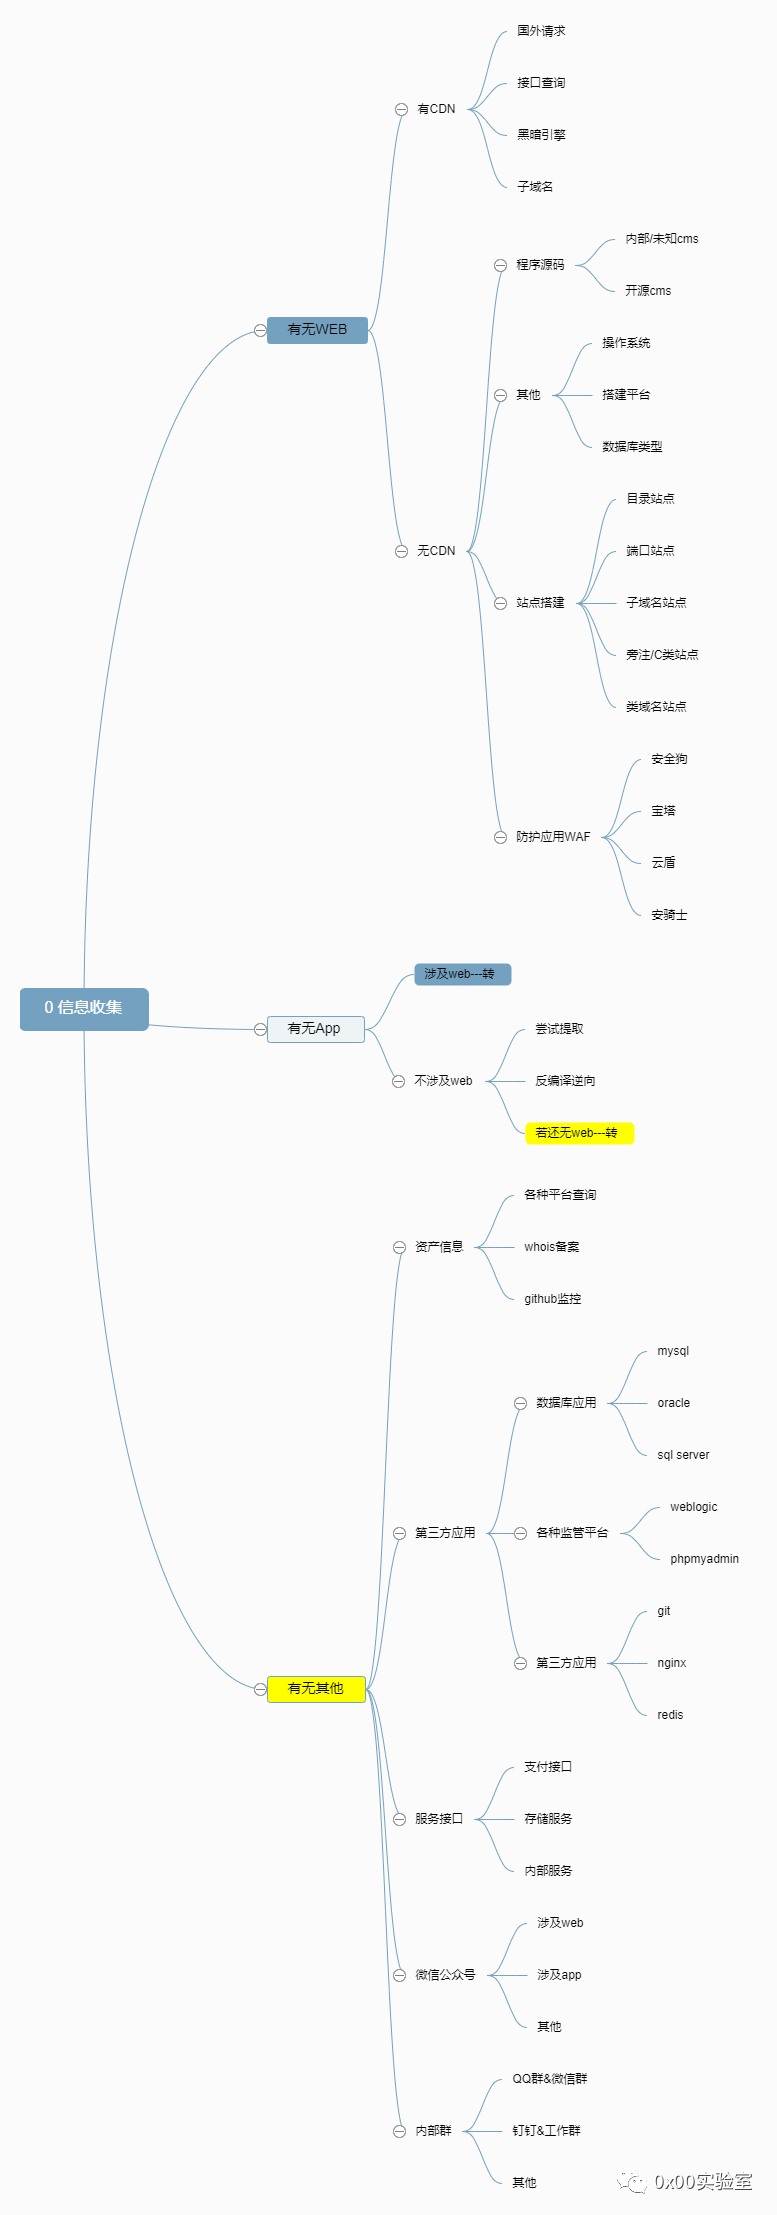 国外请求
接口查询
有CDN
黑暗引擎
子域名
内部/未知cms
程序源码
开源cms
有无WEB
操作系统
其他
搭建平台
数据库类型
目录站点
无CDN
端口站点
站点搭建
子域名站点
旁注/C类站点
类域名站点
安全狗
宝塔
防护应用WAF
云盾
安骑士
涉及web---转
0 信息收集
有无App
尝试提取
不涉及web
反编译逆向
若还无web---转
各种平台查询
资产信息
whois备案
github监控
mysql
数据库应用
oracle
sql server
weblogic
第三方应用
各种监管平台
phpmyadmin
git
第三方应用
nginx
有无其他
redis
支付接口
服务接口
存储服务
内部服务
涉及web
微信公众号
涉及app
其他
QQ群&微信群
内部群
钉钉&工作群
其他
0x00实验室